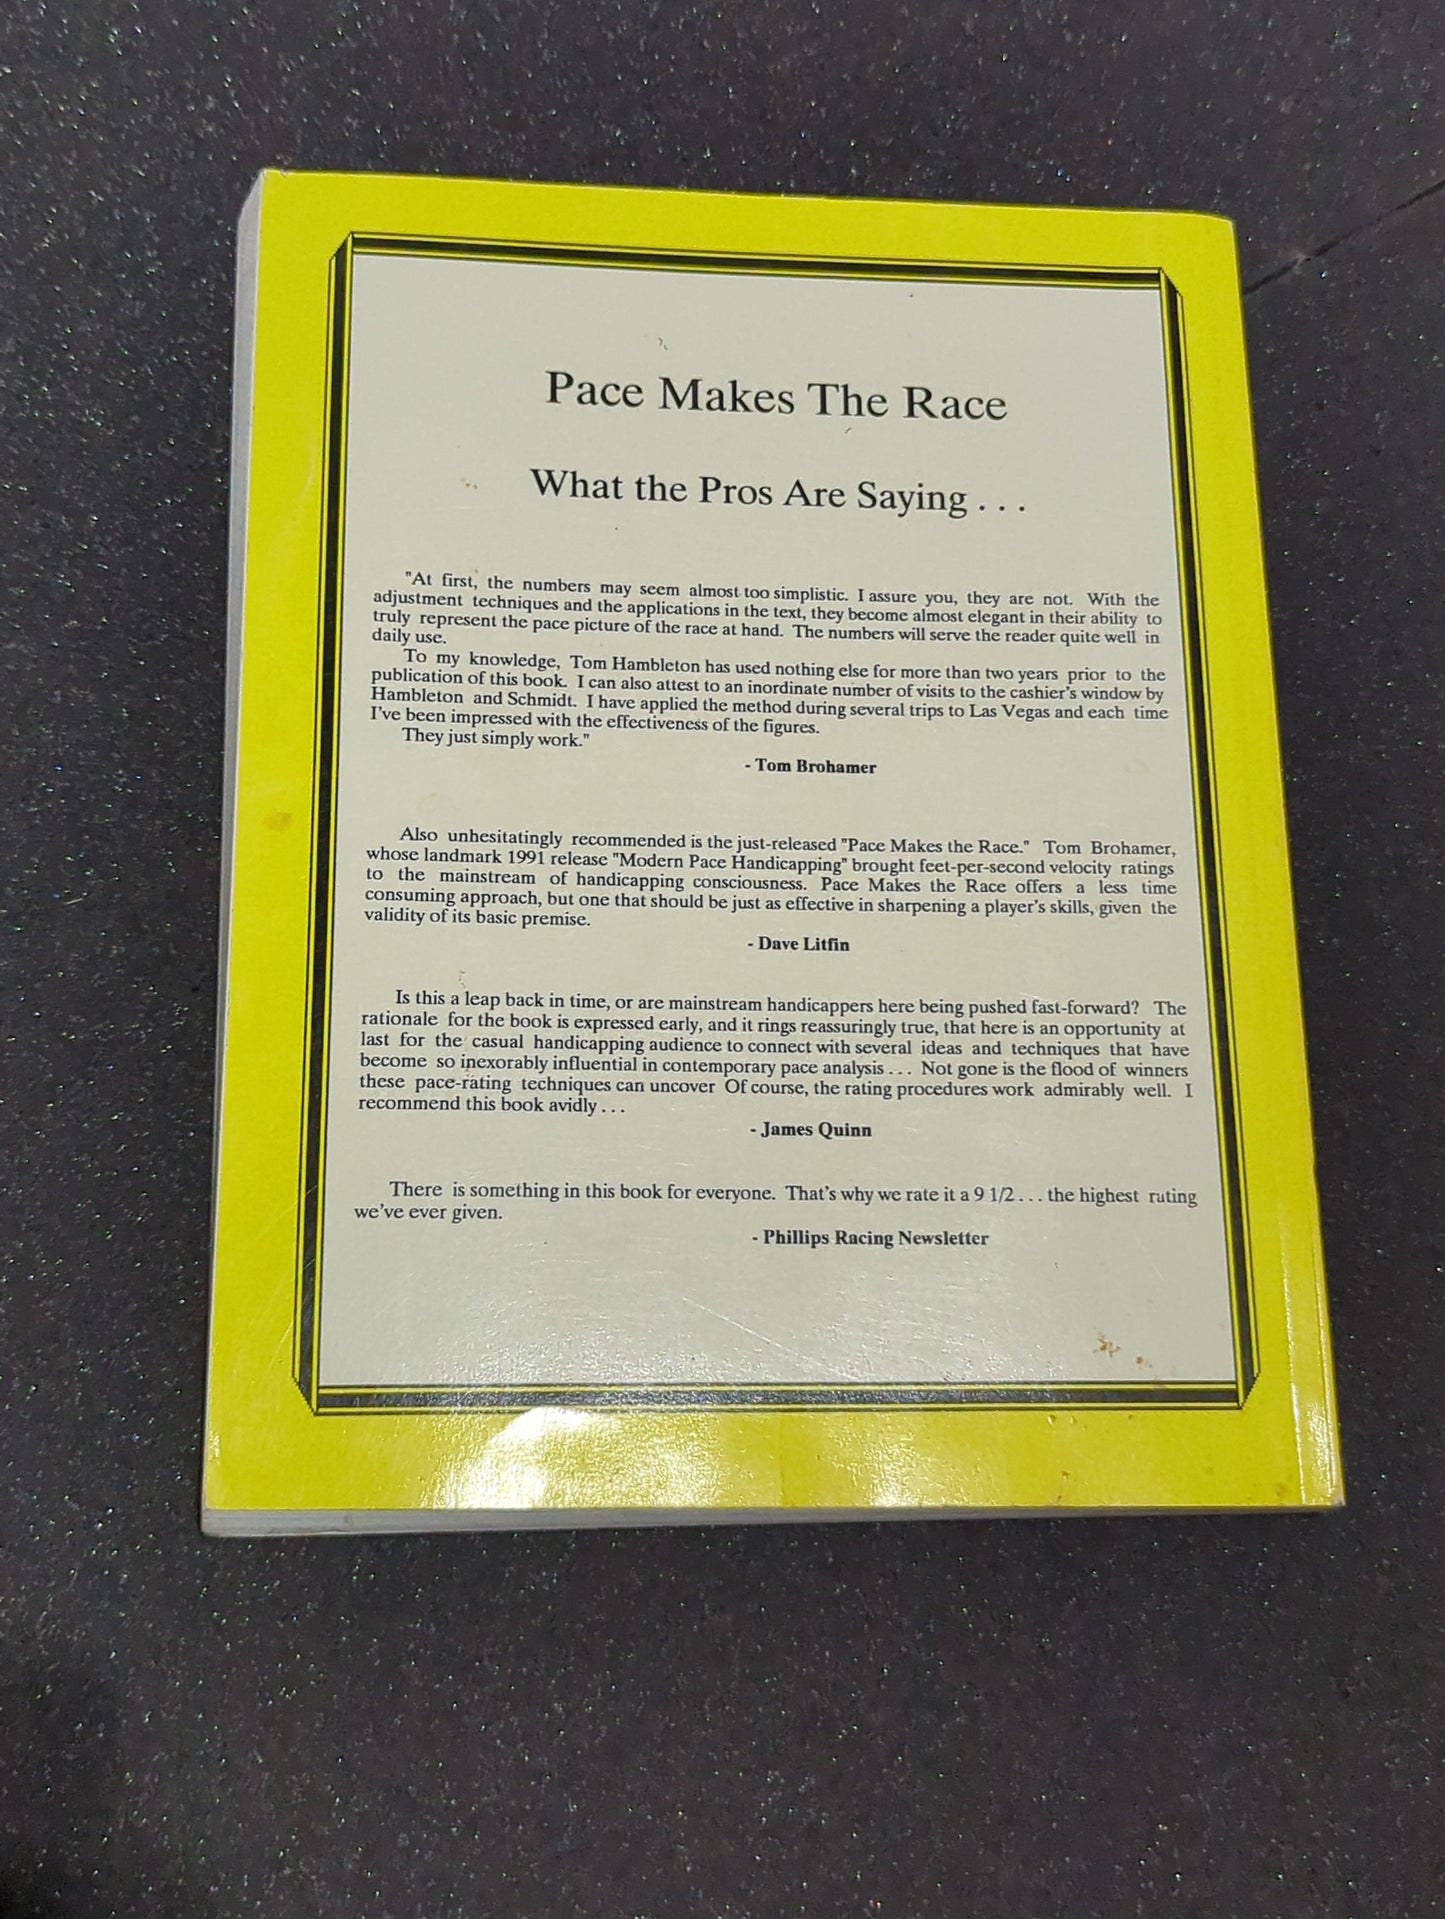 Pace Makes The Race
What the Pros Are Saying . . .
"At first, the numbers may seem almost too simplistic. I assure you, they are not. With the
adjustment techniques and the applications in the text, they become almost elegant in their ability to
truly represent the pace picture of the race at hand. The numbers will serve the reader quite well in
daily use.
To my knowledge, Tom Hambleton has used nothing else for more than two years prior to the
publication of this book. I can also attest to an inordinate number of visits to the cashier's window by
Hambleton and Schmidt. I have applied the method during several trips to Las Vegas and each time
I've been impressed with the effectiveness of the figures.
They just simply work."
- Tom Brohamer
Also unhesitatingly recommended is the just-released "Pace Makes the Race." Tom Brohamer,
whose landmark 1991 release "Modern Pace Handicapping" brought feet-per-second velocity ratings
to the mainstream of handicapping consciousness. Pace Makes the Race offers a less time
consuming approach, but one that should be just as effective in sharpening a player's skills, given the
validity of its basic premise.
- Dave Litfin
Is this a leap back in time, or are mainstream handicappers here being pushed fast-forward? The
rationale for the book is expressed early, and it rings reassuringly true, that here is an opportunity at
last for the casual handicapping audience to connect with several ideas and techniques that have
become so inexorably influential in contemporary pace analysis . . . Not gone is the flood of winners
these pace-rating techniques can uncover Of course, the rating procedures work admirably well. I
recommend this book avidly . . .
- James Quinn
There is something in this book for everyone. That's why we rate it a 9 1/2 . . . the highest rating
we've ever given.
- Phillips Racing Newsletter